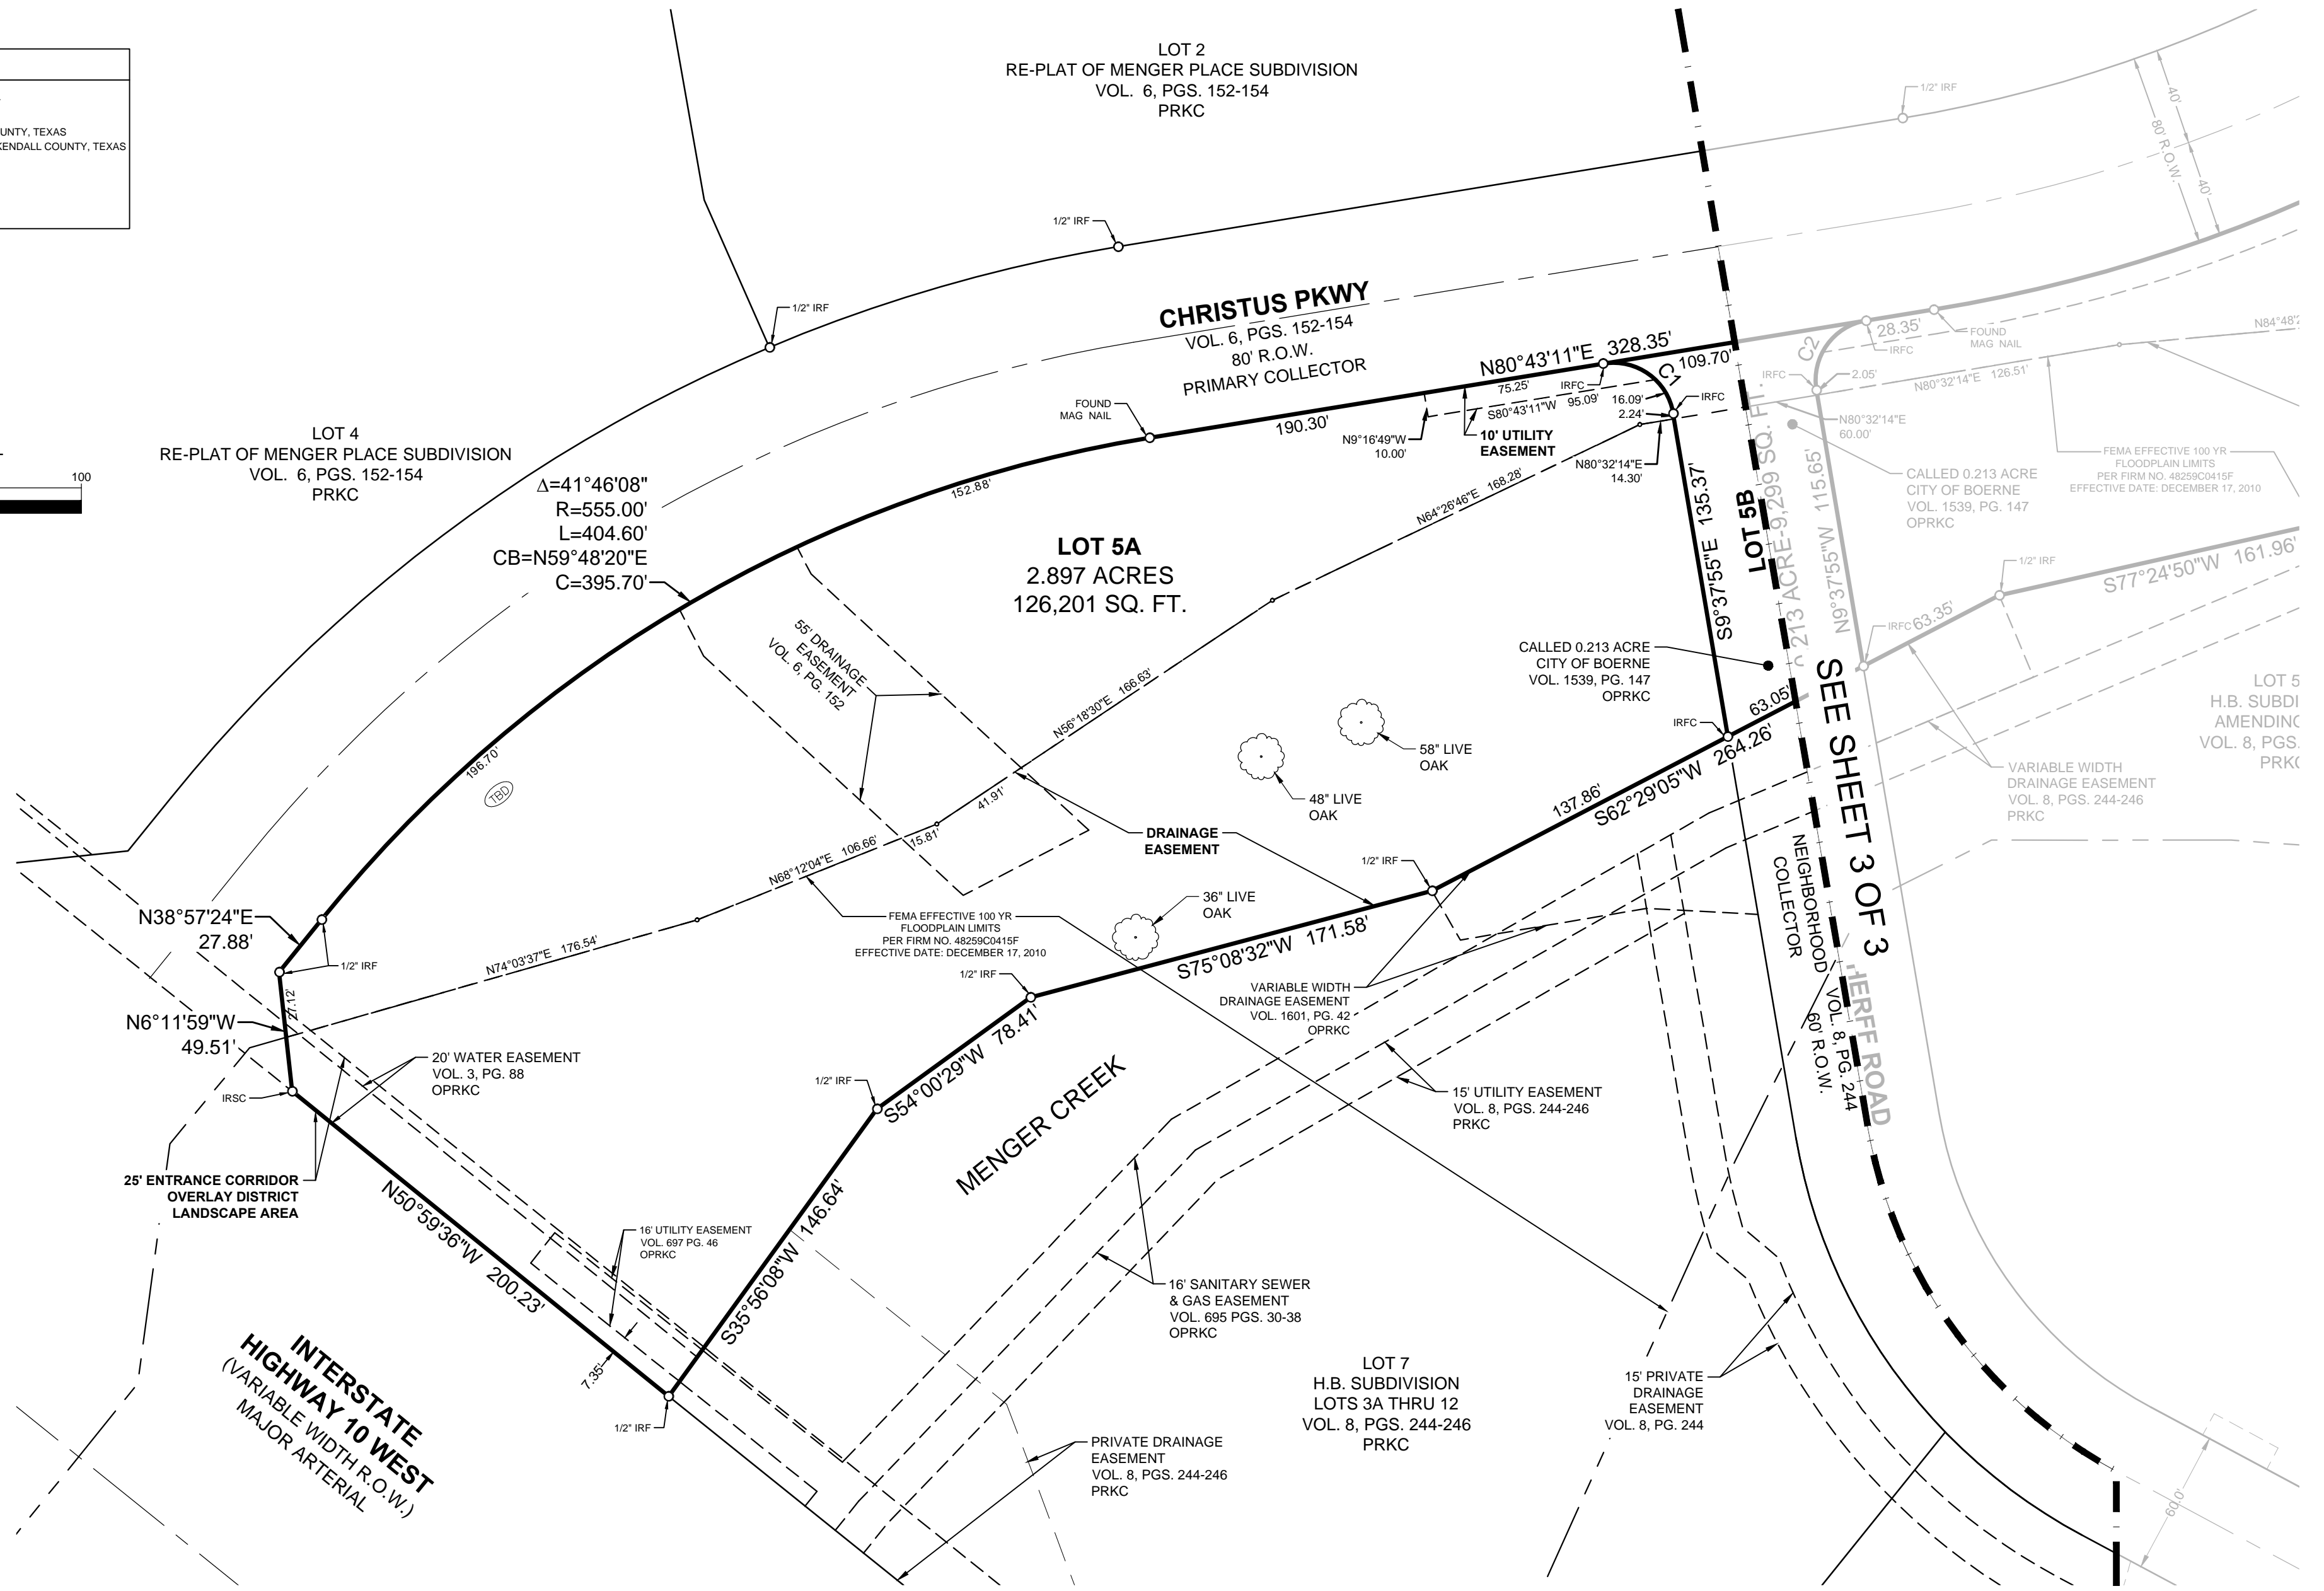 UNTY, TEXAS
KENDALL COUNTY, TEXAS
100
LOT 2
RE-PLAT OF MENGER PLACE SUBDIVISION
VOL. 6, PGS. 152-154
PRKC
1/2" IRF
1/2" IRF
1/2" IRF
40'
80' R.O.W.
40'
CHRISTUS PKWY
VOL. 6, PGS. 152-154
80' R.O.W.
PRIMARY COLLECTOR
LOT 4
RE-PLAT OF MENGER PLACE SUBDIVISION
VOL. 6, PGS. 152-154
PRKC
Δ=41°46'08"
R=555.00'
L=404.60'
CB=N59°48'20"E
C=395.70'
FOUND
MAG NAIL
152.88'
190.30'
N80°43'11"E 328.35'
75.25'
IRFC
C1
109.70'
S80°43'11"W 95.09'
16.09'
2.24'
IRFC
N9°16'49"W
10.00'
10' UTILITY
EASEMENT
N80°32'14"E
14.30'
N64°26'46"E 168.28'
LOT 5A
2.897 ACRES
126,201 SQ. FT.
S9°37'55"E 135.37'
LOT 5B
0.213 ACRE-9,299 SQ. FT.
N9°37'55"W 115.65'
C2
28.35'
IRFC
FOUND
MAG NAIL
IRFC
2.05'
N80°32'14"E 126.51'
N84°48'2
N80°32'14"E
60.00'
CALLED 0.213 ACRE
CITY OF BOERNE
VOL. 1539, PG. 147
OPRKC
FEMA EFFECTIVE 100 YR
FLOODPLAIN LIMITS
PER FIRM NO. 48259C0415F
EFFECTIVE DATE: DECEMBER 17, 2010
1/2" IRF
S77°24'50"W 161.96'
IRFC
63.35'
55' DRAINAGE
EASEMENT
VOL. 6, PG. 152
N56°18'30"E 166.63'
CALLED 0.213 ACRE
CITY OF BOERNE
VOL. 1539, PG. 147
OPRKC
63.05'
IRFC
SEE SHEET 3 OF 3
LOT 5
H.B. SUBDI
AMENDING
VOL. 8, PGS.
PRKC
58" LIVE
OAK
48" LIVE
OAK
196.70'
TBD
41.91'
15.81'
N68°12'04"E 106.66'
DRAINAGE
EASEMENT
137.86'
S62°29'05"W 264.26'
VARIABLE WIDTH
DRAINAGE EASEMENT
VOL. 8, PGS. 244-246
PRKC
1/2" IRF
36" LIVE
OAK
NEIGHBORHOOD
COLLECTOR
N38°57'24"E
27.88'
1/2" IRF
N74°03'37"E 176.54'
FEMA EFFECTIVE 100 YR
FLOODPLAIN LIMITS
PER FIRM NO. 48259C0415F
EFFECTIVE DATE: DECEMBER 17, 2010
1/2" IRF
S75°08'32"W 171.58'
VARIABLE WIDTH
DRAINAGE EASEMENT
VOL. 1601, PG. 42
OPRKC
27.12'
N6°11'59"W
49.51'
HERFF ROAD
VOL. 8, PG. 244
60' R.O.W.
20' WATER EASEMENT
VOL. 3, PG. 88
OPRKC
IRSC
1/2" IRF
S54°00'29"W 78.41'
MENGER CREEK
15' UTILITY EASEMENT
VOL. 8, PGS. 244-246
PRKC
25' ENTRANCE CORRIDOR
OVERLAY DISTRICT
LANDSCAPE AREA
N50°59'36"W 200.23'
16' UTILITY EASEMENT
VOL. 697 PG. 46
OPRKC
S35°56'08"W 146.64'
16' SANITARY SEWER
& GAS EASEMENT
VOL. 695 PGS. 30-38
OPRKC
INTERSTATE
HIGHWAY 10 WEST
(VARIABLE WIDTH R.O.W.)
MAJOR ARTERIAL
7.35'
1/2" IRF
LOT 7
H.B. SUBDIVISION
LOTS 3A THRU 12
VOL. 8, PGS. 244-246
PRKC
15' PRIVATE
DRAINAGE
EASEMENT
VOL. 8, PG. 244
PRIVATE DRAINAGE
EASEMENT
VOL. 8, PGS. 244-246
PRKC
60.0'